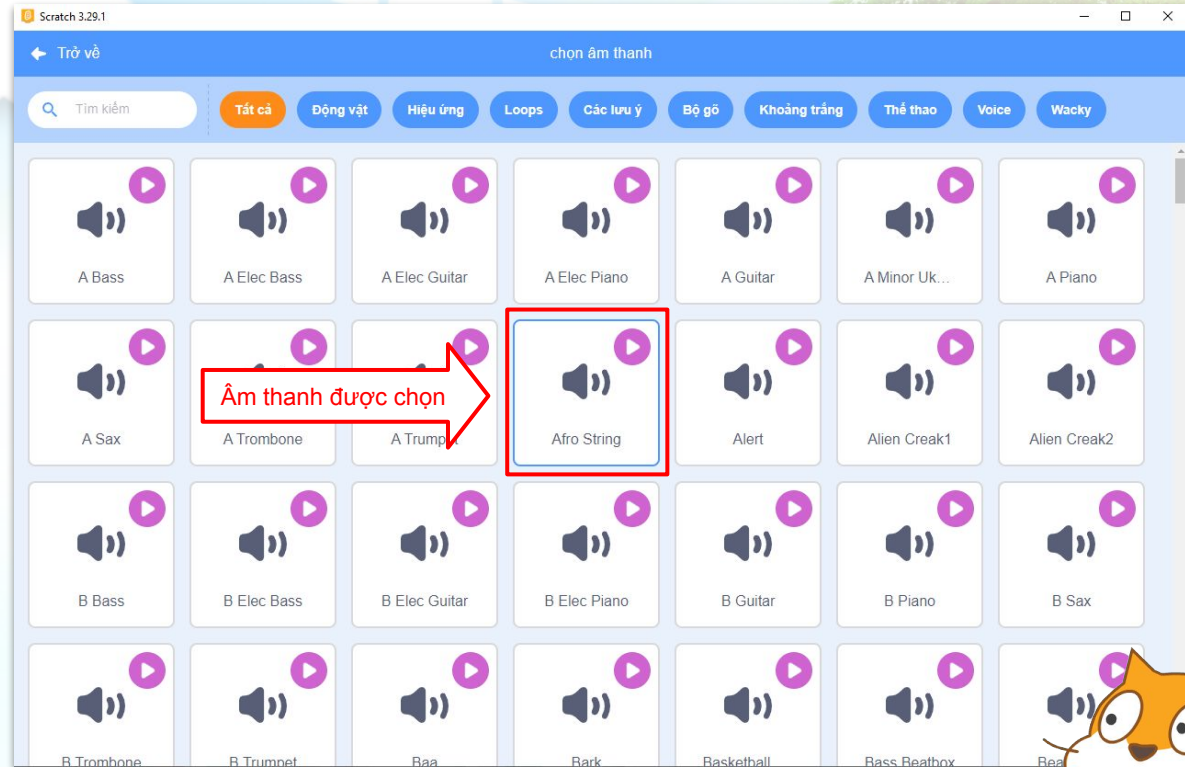 Scratch 3.29.1
Trở về
chọn âm thanh
Tìm kiếm
Tất cả
Động vật
Hiệu ứng
Loops
Các lưu ý
Bộ gõ
Khoảng trắng
Thể thao
Voice
Wacky
A Bass
A Elec Bass
A Elec Guitar
A Elec Piano
A Guitar
A Minor Uk...
A Piano
Âm thanh được chọn
A Sax
A Trombone
A Trumpet
Afro String
Alert
Alien Creak1
Alien Creak2
B Bass
B Elec Bass
B Elec Guitar
B Elec Piano
B Guitar
B Piano
B Sax
B Trombone
B Trumpet
Baa
Bark
Basketball
Bass Beatbox